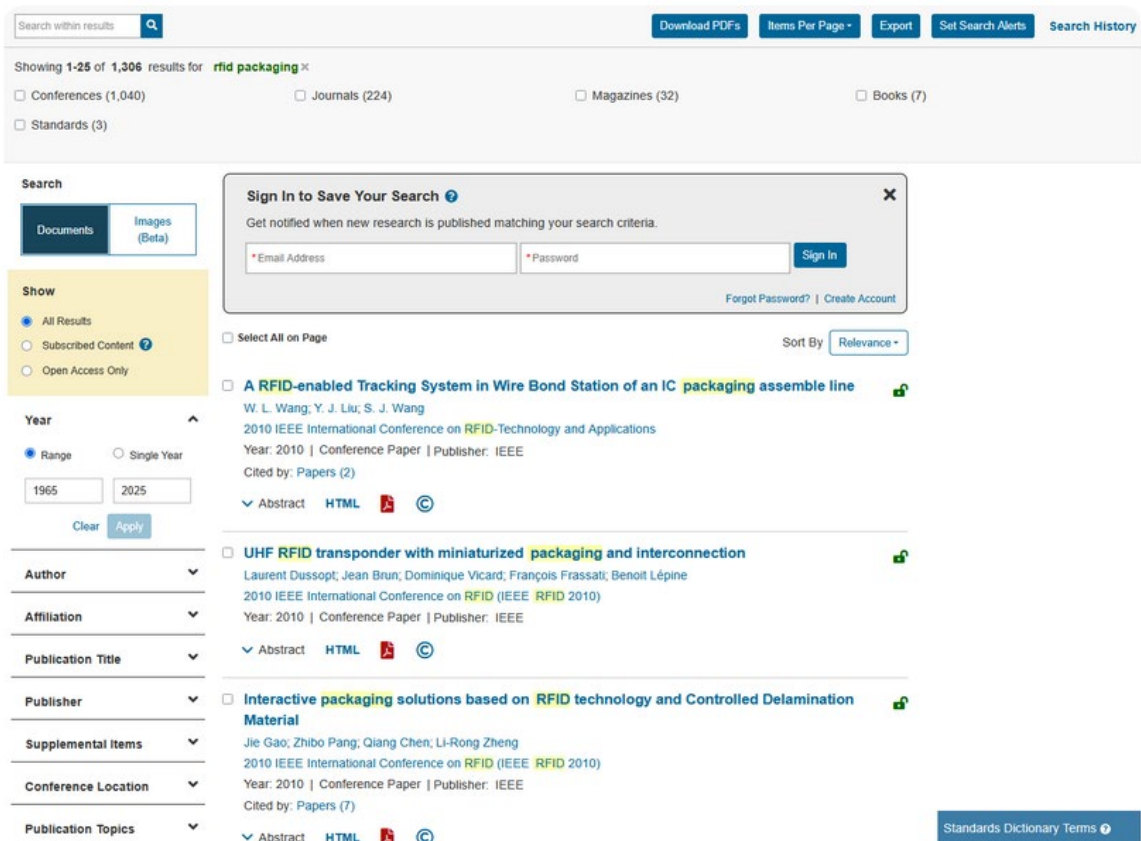 Search within results
Download PDFs
Items Per Page
Export
Set Search Alerts
Search History
Showing 1-25 of 1,306 results for rfid packaging ×
Conferences (1,040)
Journals (224)
Magazines (32)
Books (7)
Standards (3)
Search
Documents
Images
(Beta)
Show
All Results
Subscribed Content ?
Open Access Only
Year
Range
Single Year
1965
2025
Clear
Apply
Author
Affiliation
Publication Title
Publisher
Supplemental Items
Conference Location
Publication Topics
Sign In to Save Your Search ?
Get notified when new research is published matching your search criteria.
*Email Address
*Password
Sign In
Forgot Password? | Create Account
Select All on Page
Sort By Relevance
A RFID-enabled Tracking System in Wire Bond Station of an IC packaging assemble line
W. L. Wang; Y. J. Liu; S. J. Wang
2010 IEEE International Conference on RFID-Technology and Applications
Year: 2010 | Conference Paper | Publisher: IEEE
Cited by: Papers (2)
Abstract HTML ©
UHF RFID transponder with miniaturized packaging and interconnection
Laurent Dussopt; Jean Brun; Dominique Vicard; François Frassati; Benoit Lépine
2010 IEEE International Conference on RFID (IEEE RFID 2010)
Year: 2010 | Conference Paper | Publisher: IEEE
Abstract HTML ©
Interactive packaging solutions based on RFID technology and Controlled Delamination
Material
Jie Gao; Zhibo Pang; Qiang Chen; Li-Rong Zheng
2010 IEEE International Conference on RFID (IEEE RFID 2010)
Year: 2010 | Conference Paper | Publisher: IEEE
Cited by: Papers (7)
Abstract HTML ©
Standards Dictionary Terms ?